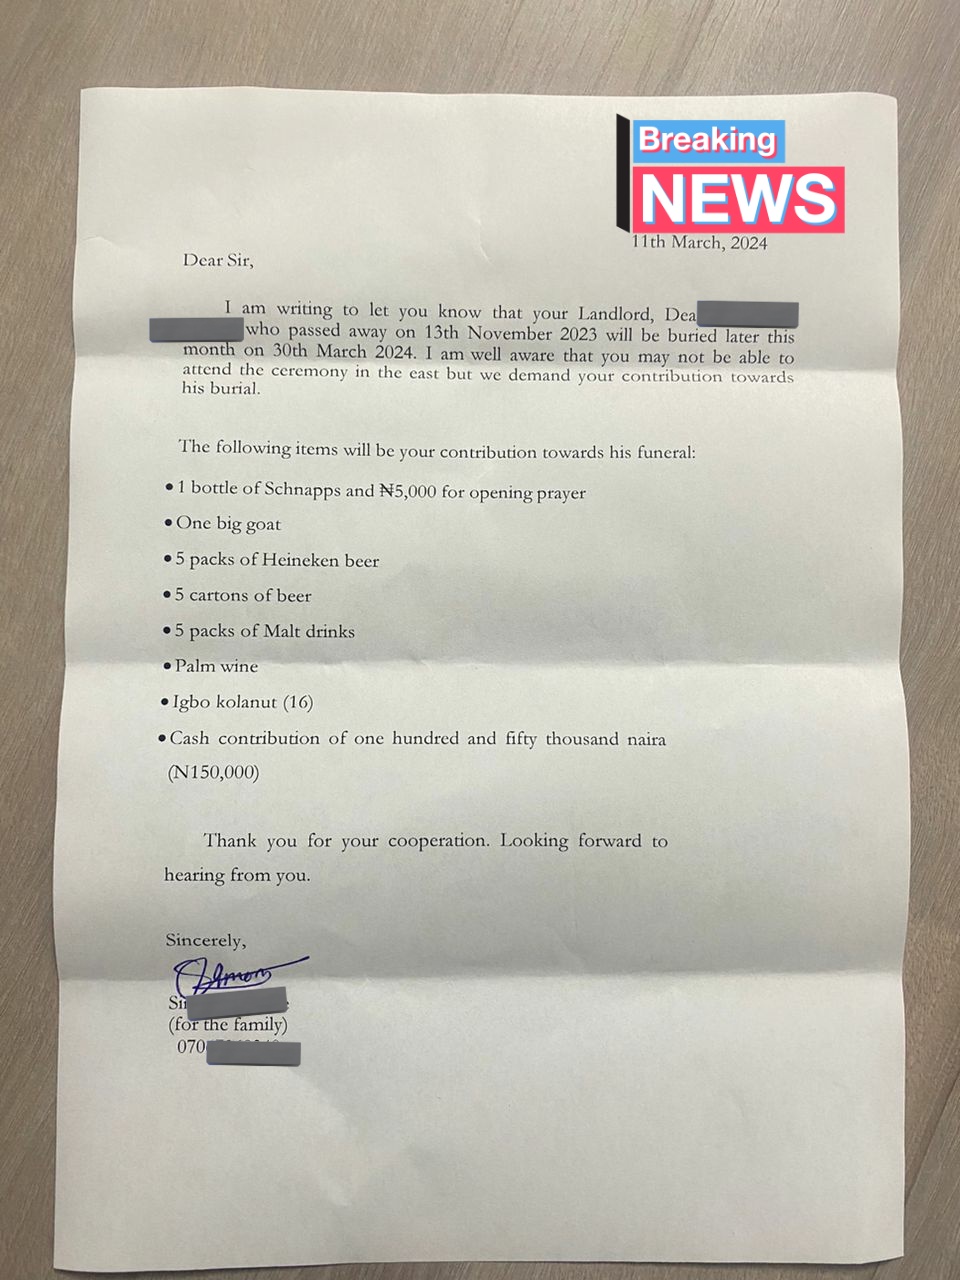 Breaking
NEWS
11th March, 2024
Dear Sir,
I am writing to let you know that your Landlord, Dea
who passed away on 13th November 2023 will be buried later this
month on 30th March 2024. I am well aware that you may not be able to
attend the ceremony in the east but we demand your contribution towards
his burial.
The following items will be your contribution towards his funeral:
•1 bottle of Schnapps and ₦5,000 for opening prayer
•One big goat
•5 packs of Heineken beer
•5 cartons of beer
•5 packs of Malt drinks
•Palm wine
•Igbo kolanut (16)
•Cash contribution of one hundred and fifty thousand naira
(N150,000)
Thank you for your cooperation. Looking forward to
hearing from you.
Sincerely,
(for the family)
070